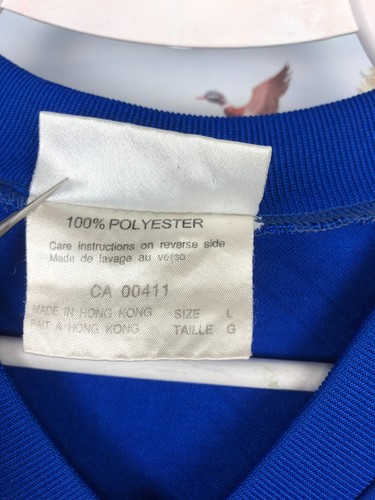 100% POLYESTER
Care instructions on reverse side
Made de lavage au verso
CA 00411
MADE IN HONG KONG SIZE L
FAIT A HONG KONG TAILLE G